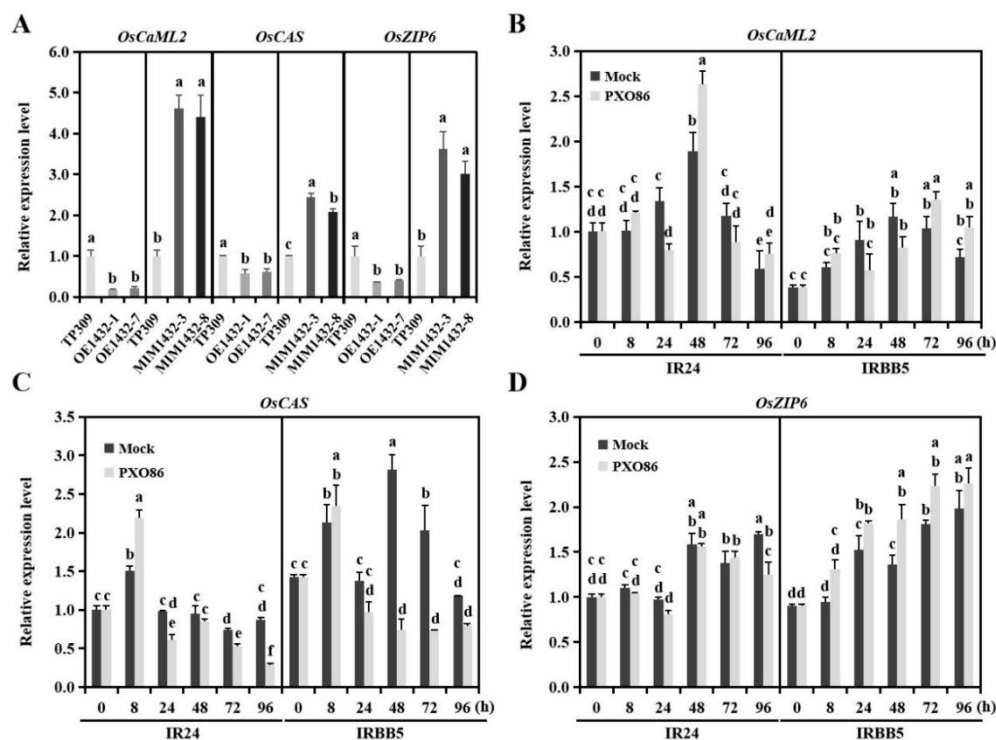 A
OsCaML2 OsCAS OsZIP6
Relative expression level
6.0
5.0
4.0
3.0
2.0
1.0
0.0
a b b b a a a b b c a b a b b b a a
TP309 OE1432-1 OE1432-7 TP309 MIM1432-3 MIM1432-8 TP309 OE1432-1 OE1432-7 TP309 MIM1432-3 MIM1432-8 TP309 OE1432-1 OE1432-7 TP309 MIM1432-3 MIM1432-8
B
OsCaML2
Relative expression level
3.0
2.5
2.0
1.5
1.0
0.5
0.0
Mock
PXO86
c d c d c d c d c d b a c d c d e d e
d d b c b c a b a c a b b c a b a b b c a b
0 8 24 48 72 96 0 8 24 48 72 96 (h)
IR24 IRBB5
C
OsCAS
Relative expression level
3.5
3.0
2.5
2.0
1.5
1.0
0.5
0.0
Mock
PXO86
c c b a c c d e c c d e c d f
c c b a b c d a d b d c d d
0 8 24 48 72 96 0 8 24 48 72 96 (h)
IR24 IRBB5
D
OsZIP6
Relative expression level
3.0
2.5
2.0
1.5
1.0
0.5
0.0
Mock
PXO86
c d c d c d c d c d d a b a b b b a b b c
d d d c d b c b c a b b a b a b a
0 8 24 48 72 96 0 8 24 48 72 96 (h)
IR24 IRBB5